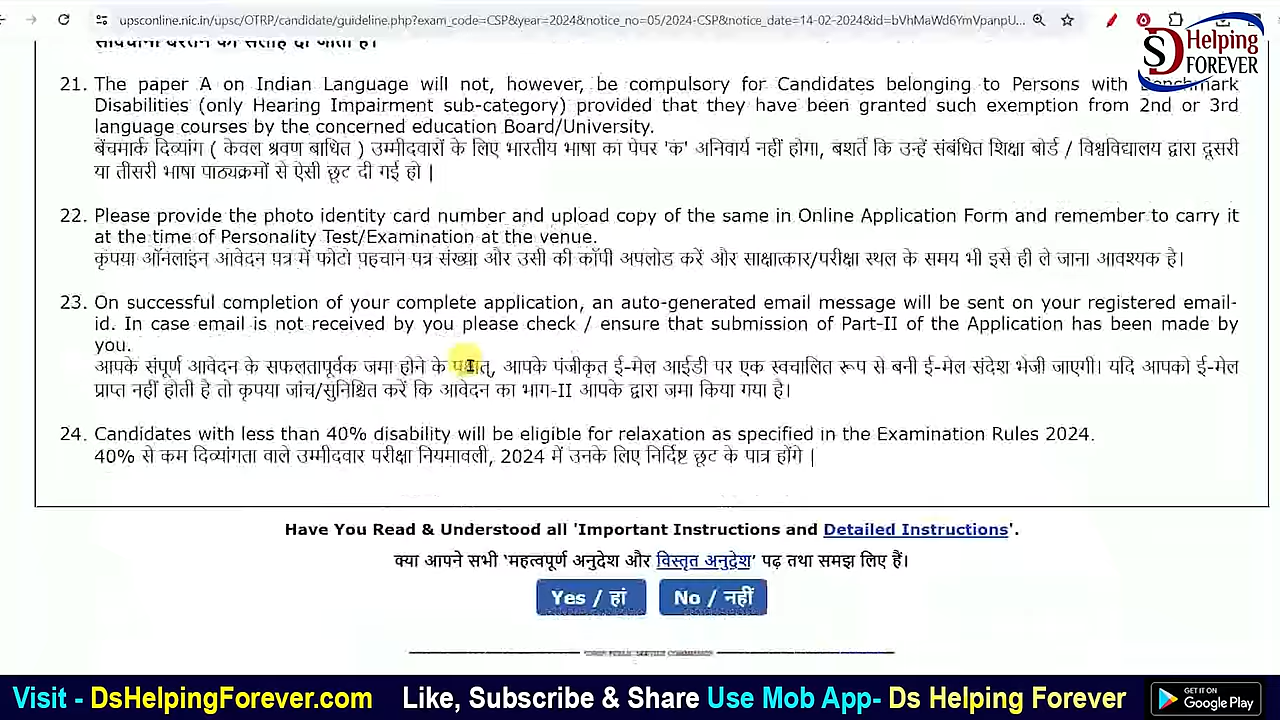 upsconline.nic.in/upsc/OTRP/candidate/guideline.php?exam_code=CSP&year=2024&notice_no=05/2024-CSP&notice_date=14-02-2024&id=bVhMaWd6YmVpanpU...
DS Helping
FOREVER
सावधानी बरतने की सलाह दी जाती है।
21. The paper A on Indian Language will not, however, be compulsory for Candidates belonging to Persons with Benchmark
Disabilities (only Hearing Impairment sub-category) provided that they have been granted such exemption from 2nd or 3rd
language courses by the concerned education Board/University.
बेंचमार्क दिव्यांग ( केवल श्रवण बाधित ) उम्मीदवारों के लिए भारतीय भाषा का पेपर 'क' अनिवार्य नहीं होगा, बशर्ते कि उन्हें संबंधित शिक्षा बोर्ड / विश्वविद्यालय द्वारा दूसरी
या तीसरी भाषा पाठ्यक्रमों से ऐसी छूट दी गई हो |
22. Please provide the photo identity card number and upload copy of the same in Online Application Form and remember to carry it
at the time of Personality Test/Examination at the venue.
कृपया ऑनलाइन आवेदन पत्र में फोटो पहचान पत्र संख्या और उसी की कॉपी अपलोड करें और साक्षात्कार/परीक्षा स्थल के समय भी इसे ही ले जाना आवश्यक है।
23. On successful completion of your complete application, an auto-generated email message will be sent on your registered email-
id. In case email is not received by you please check / ensure that submission of Part-II of the Application has been made by
you.
आपके संपूर्ण आवेदन के सफलतापूर्वक जमा होने के पश्चात्, आपके पंजीकृत ई-मेल आईडी पर एक स्वचालित रूप से बनी ई-मेल संदेश भेजी जाएगी। यदि आपको ई-मेल
प्राप्त नहीं होती है तो कृपया जांच/सुनिश्चित करें कि आवेदन का भाग-II आपके द्वारा जमा किया गया है।
24. Candidates with less than 40% disability will be eligible for relaxation as specified in the Examination Rules 2024.
40% से कम दिव्यांगता वाले उम्मीदवार परीक्षा नियमावली, 2024 में उनके लिए निर्दिष्ट छूट के पात्र होंगे |
Have You Read & Understood all 'Important Instructions and Detailed Instructions'.
क्या आपने सभी 'महत्वपूर्ण अनुदेश और विस्तृत अनुदेश' पढ़ तथा समझ लिए हैं।
Yes / हां No / नहीं
Visit - DsHelpingForever.com Like, Subscribe & Share Use Mob App- Ds Helping Forever
GET IT ON
Google Play